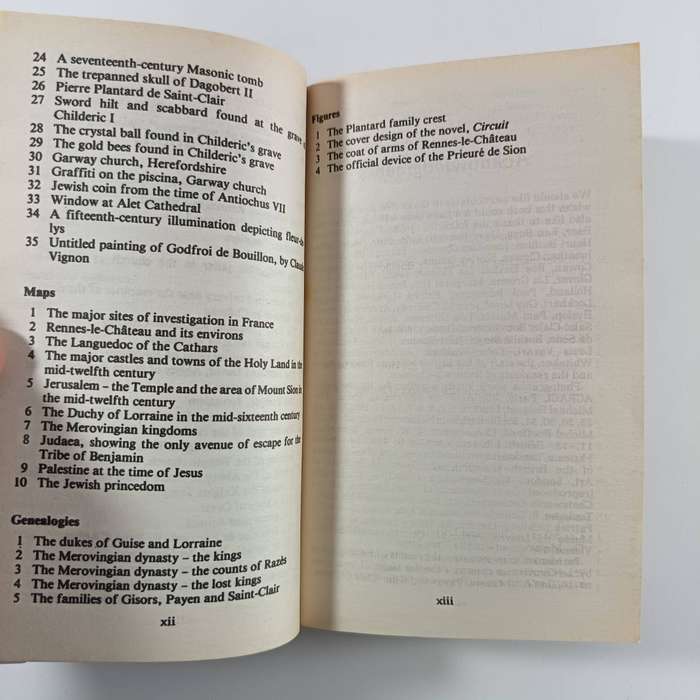 24 A seventeenth-century Masonic tomb
25 The trepanned skull of Dagobert II
26 Pierre Plantard de Saint-Clair
27 Sword hilt and scabbard found at the grave
Childeric I
28 The crystal ball found in Childeric's grave
29 The gold bees found in Childeric's grave
30 Garway church, Herefordshire
31 Graffiti on the piscina, Garway church
32 Jewish coin from the time of Antiochus VII
33 Window at Alet Cathedral
34 A fifteenth-century illumination depicting fleur-de
lys
35 Untitled painting of Godfroi de Bouillon, by Claude
Vignon
Maps
1 The major sites of investigation in France
2 Rennes-le-Château and its environs
3 The Languedoc of the Cathars
4 The major castles and towns of the Holy Land in the
mid-twelfth century
5 Jerusalem – the Temple and the area of Mount Sion in
the mid-twelfth century
6 The Duchy of Lorraine in the mid-sixteenth century
7 The Merovingian kingdoms
8 Judaea, showing the only avenue of escape for the
Tribe of Benjamin
9 Palestine at the time of Jesus
10 The Jewish princedom
Genealogies
1 The dukes of Guise and Lorraine
2 The Merovingian dynasty – the kings
3 The Merovingian dynasty – the counts of Razès
4 The Merovingian dynasty – the lost kings
5 The families of Gisors, Payen and Saint-Clair
xii
Figures
1 The Plantard family crest
2 The cover design of the novel, Circuit
3 The coat of arms of Rennes-le-Château
4 The official device of the Prieuré de Sion
xiii